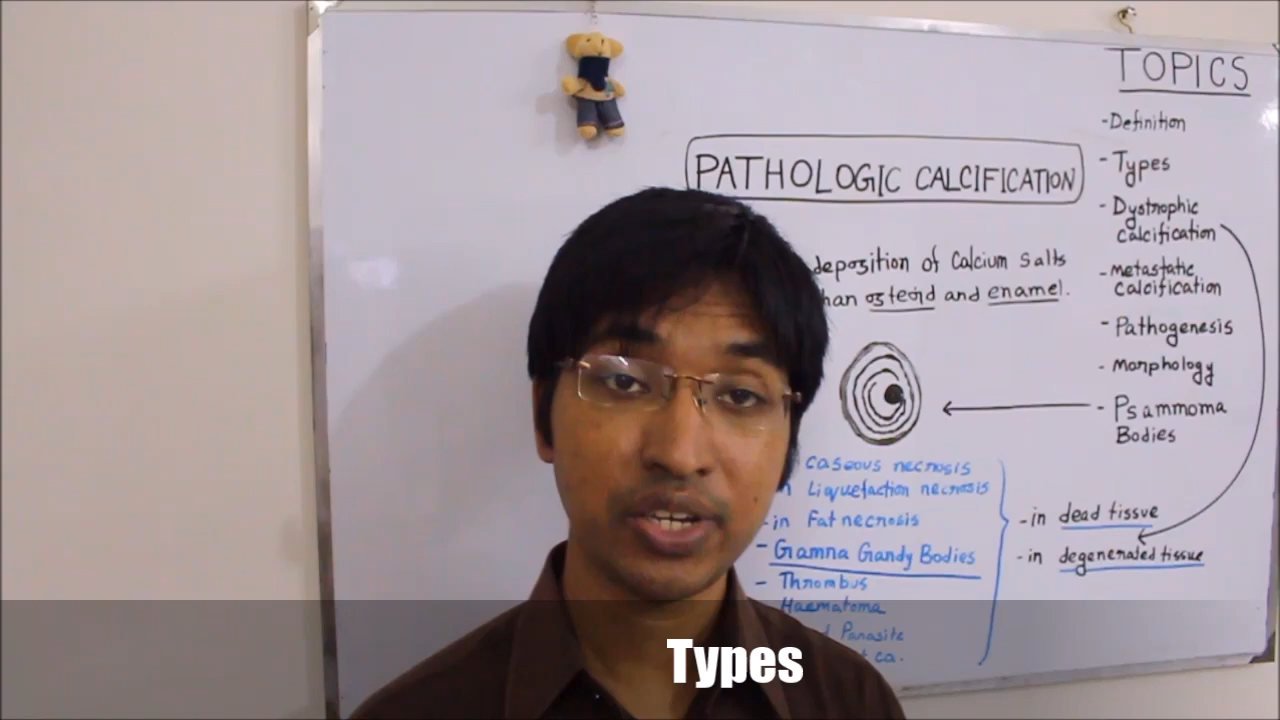 TOPICS
-Definition
- Types
- Dystrophic
calcification
-metastatic
calcification
- Pathogenesis
- Morphology
- Psammoma
Bodies
PATHOLOGIC CALCIFICATION
deposition of Calcium Salts
osteoid and enamel.
caseous necrosis
Liquefaction necrosis
-in Fat necrosis
- Gamna Gandy Bodies
- Thrombus
Haematoma
Parasite
ca.
-in dead tissue
-in degenerated tissue
Types